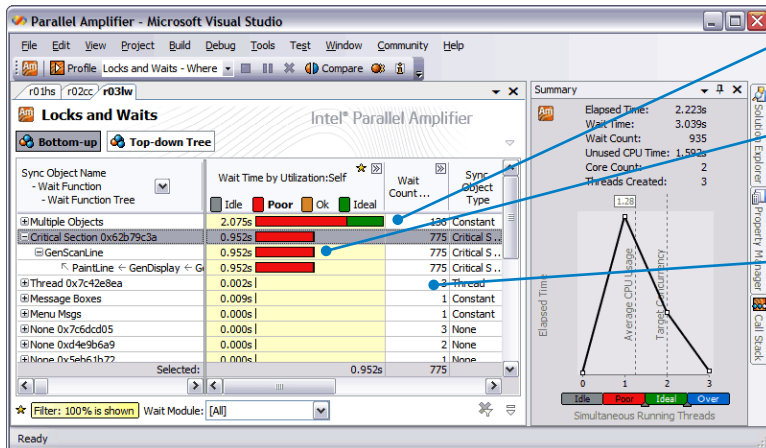 Parallel Amplifier - Microsoft Visual Studio
File Edit View Project Build Debug Tools Test Window Community Help
Am Profile Locks and Waits - Where Compare
r01hs r02cc r03lw
Am Locks and Waits Intel® Parallel Amplifier
Bottom-up Top-down Tree
Sync Object Name
- Wait Function
- Wait Function Tree
Wait Time by Utilization:Self
Idle Poor Ok Ideal
Wait
Count...
Sync
Object
Type
Multiple Objects 2.075s 136 Constant
Critical Section 0x62b79c3a 0.952s 775 Critical S..
GenScanLine 0.952s 775 Critical S..
PaintLine ← GenDisplay ← 0.952s 775 Critical S..
Thread 0x7c42e8ea 0.002s 3 Thread
Message Boxes 0.009s 1 Constant
Menu Msgs 0.000s 1 Constant
None 0x7c6dcd05 0.000s 3 None
None 0xd4e9b6a9 0.000s 2 None
None 0x5eb61b72 0.000s 1 None
Selected: 0.952s 775
Filter: 100% is shown Wait Module: [All]
Ready
Summary
Am
Elapsed Time: 2.223s
Wait Time: 3.039s
Wait Count: 935
Unused CPU Time: 1.592s
Core Count: 2
Threads Created: 3
1.28
Elapsed Time
Average CPU Usage
Target Concurrency
0 1 2 3
Idle Poor Ideal Over
Simultaneous Running Threads
Solution Explorer
Property Manager
Call Stack